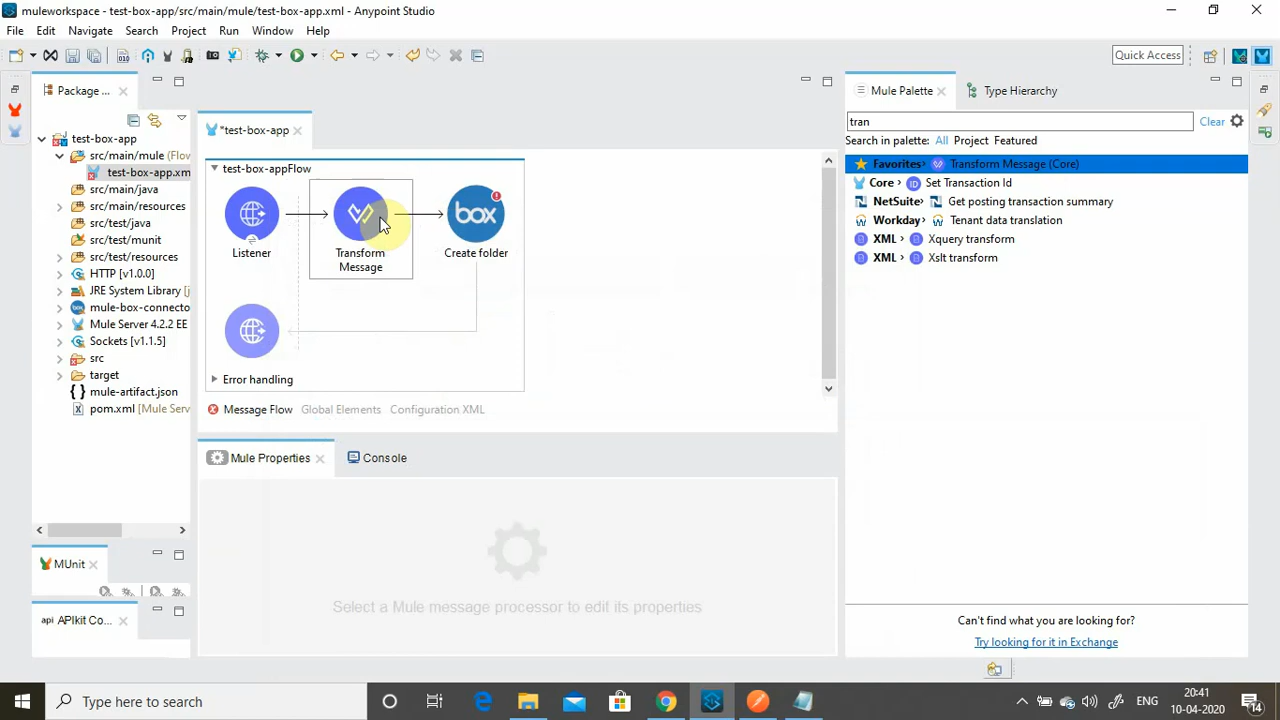 muleworkspace - test-box-app/src/main/mule/test-box-app.xml - Anypoint Studio
File Edit Navigate Search Project Run Window Help
Quick Access
Package ...
test-box-app
src/main/mule (Flow
test-box-app.xm
src/main/java
src/main/resources
src/test/java
src/test/munit
src/test/resources
HTTP [v1.0.0]
JRE System Library [j
mule-box-connecto
Mule Server 4.2.2 EE
Sockets [v1.1.5]
src
target
mule-artifact.json
pom.xml [Mule Serv
MUnit
api APIkit Co...
*test-box-app
test-box-appFlow
Listener
Transform
Message
box
Create folder
Error handling
Message Flow Global Elements Configuration XML
Mule Properties Console
Select a Mule message processor to edit its properties
Mule Palette Type Hierarchy
tran
Clear
Search in palette: All Project Featured
Favorites> Transform Message (Core)
Core> ID Set Transaction Id
NetSuite> Get posting transaction summary
Workday> Tenant data translation
XML> Xquery transform
XML> Xslt transform
Can't find what you are looking for?
Try looking for it in Exchange
Type here to search
ENG
20:41
10-04-2020
14